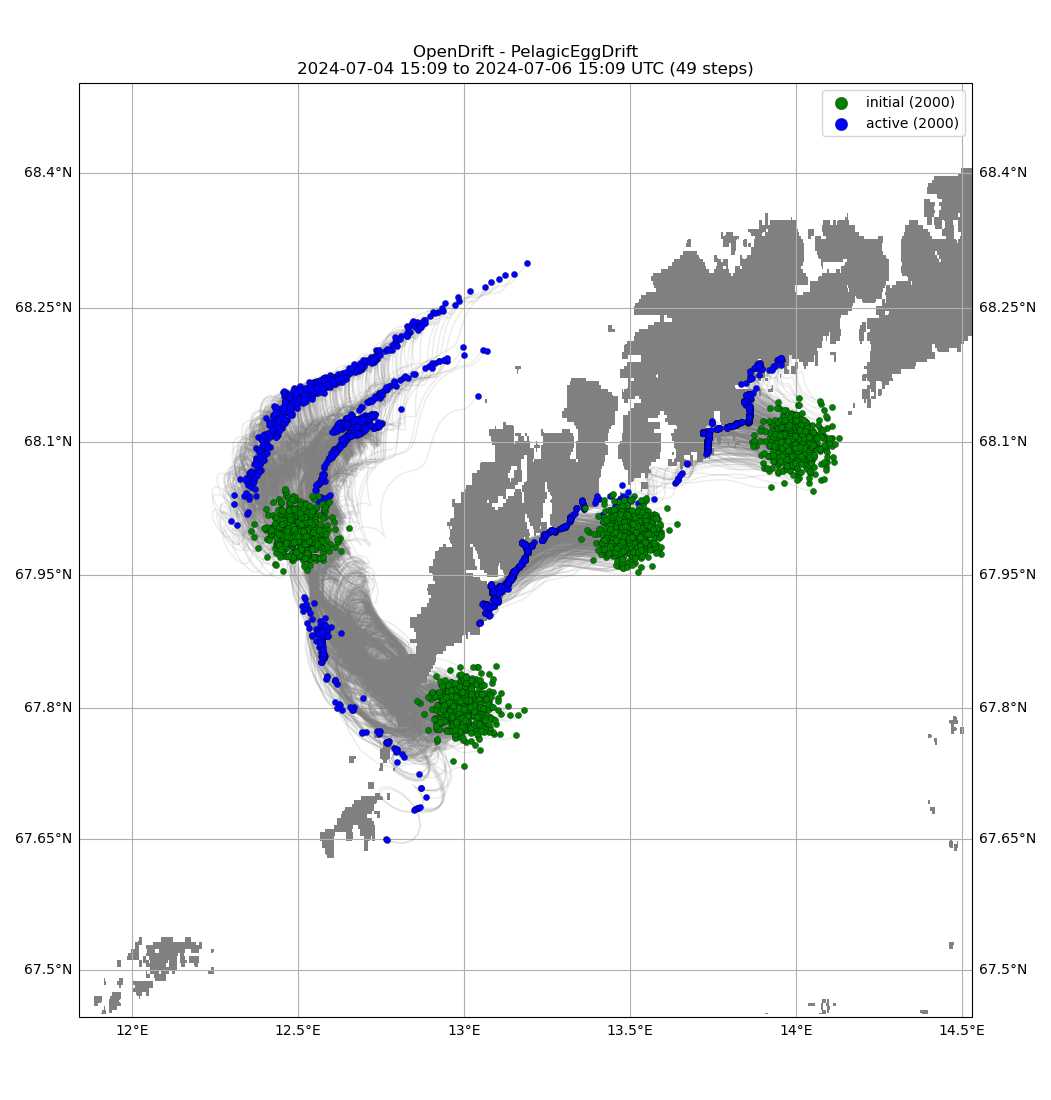 OpenDrift - PelagicEggDrift
2024-07-04 15:09 to 2024-07-06 15:09 UTC (49 steps)
initial (2000)
active (2000)
68.4°N 68.4°N
68.25°N 68.25°N
68.1°N 68.1°N
67.95°N 67.95°N
67.8°N 67.8°N
67.65°N 67.65°N
67.5°N 67.5°N
12°E 12.5°E 13°E 13.5°E 14°E 14.5°E